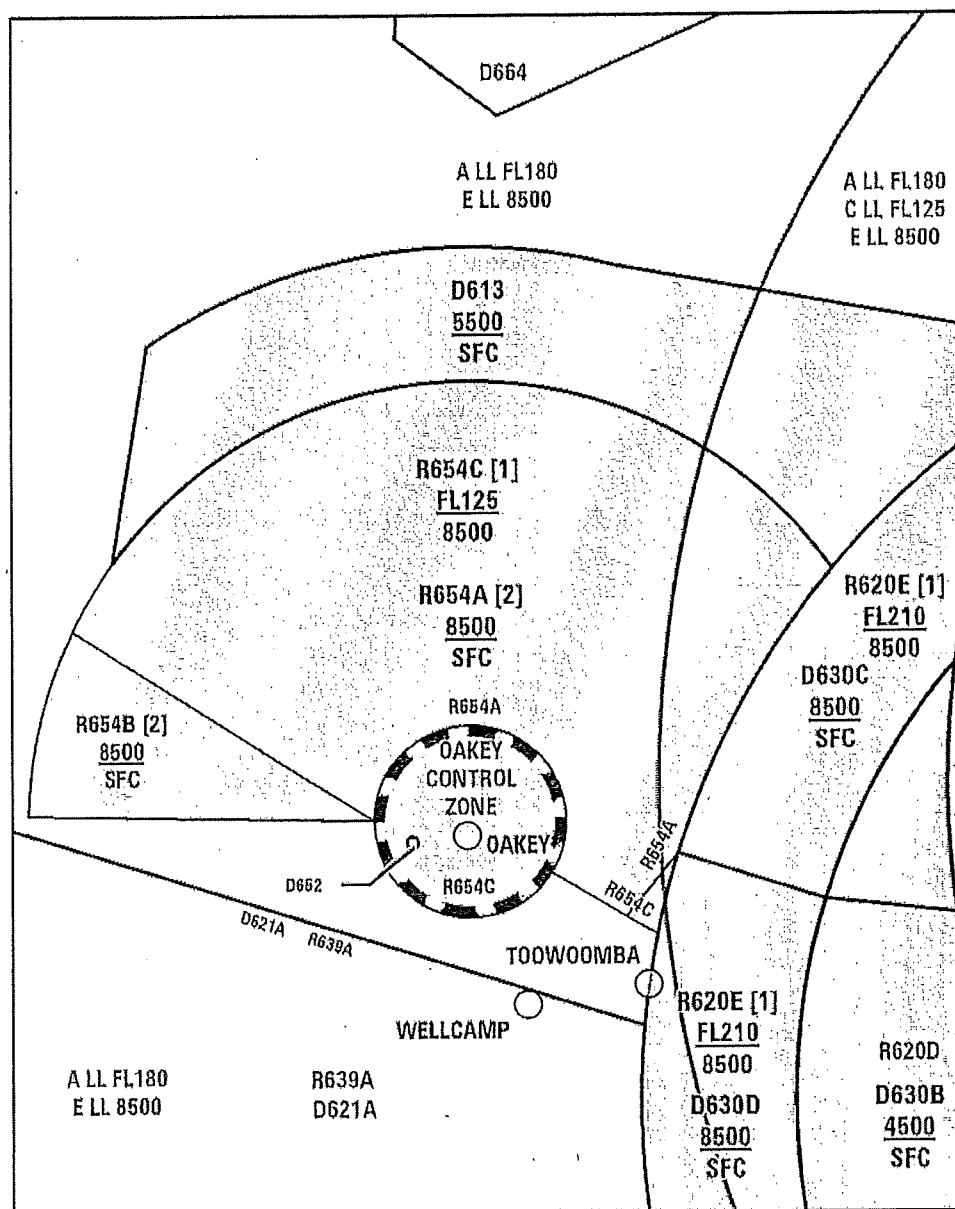 D664
A LL FL180
E LL 8500
A LL FL180
C LL FL125
E LL 8500
D613
5500
SFC
R654C [1]
FL125
8500
R654A [2]
8500
SFC
R620E [1]
FL210
8500
D630C
8500
SFC
R654B [2]
8500
SFC
R654A
OAKEY
CONTROL
ZONE
OAKEY
R654C
D662
R654A
R654C
D621A R639A
TOOWOOMBA
WELLCAMP
R620E [1]
FL210
8500
D630D
8500
SFC
R620D
D630B
4500
SFC
A LL FL180
E LL 8500
R639A
D621A